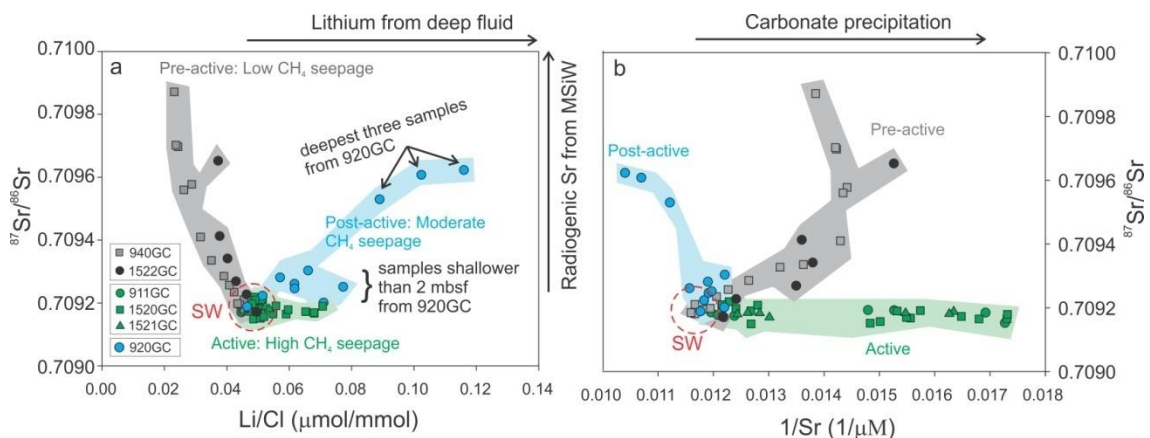 Lithium from deep fluid
Carbonate precipitation
a
Pre-active: Low CH₄ seepage
deepest three samples
from 920GC
Post-active: Moderate
CH₄ seepage
samples shallower
than 2 mbsf
from 920GC
SW
Active: High CH₄ seepage
940GC
1522GC
911GC
1520GC
1521GC
920GC
⁸⁷Sr/⁸⁶Sr
0.7100
0.7098
0.7096
0.7094
0.7092
0.7090
0.00
0.02
0.04
0.06
0.08
0.10
0.12
0.14
Li/Cl (μmol/mmol)
Radiogenic Sr from MSiW
b
Post-active
Pre-active
SW
Active
0.7100
0.7098
0.7096
0.7094
0.7092
0.7090
⁸⁷Sr/⁸⁶Sr
0.010
0.011
0.012
0.013
0.014
0.015
0.016
0.017
0.018
1/Sr (1/μM)